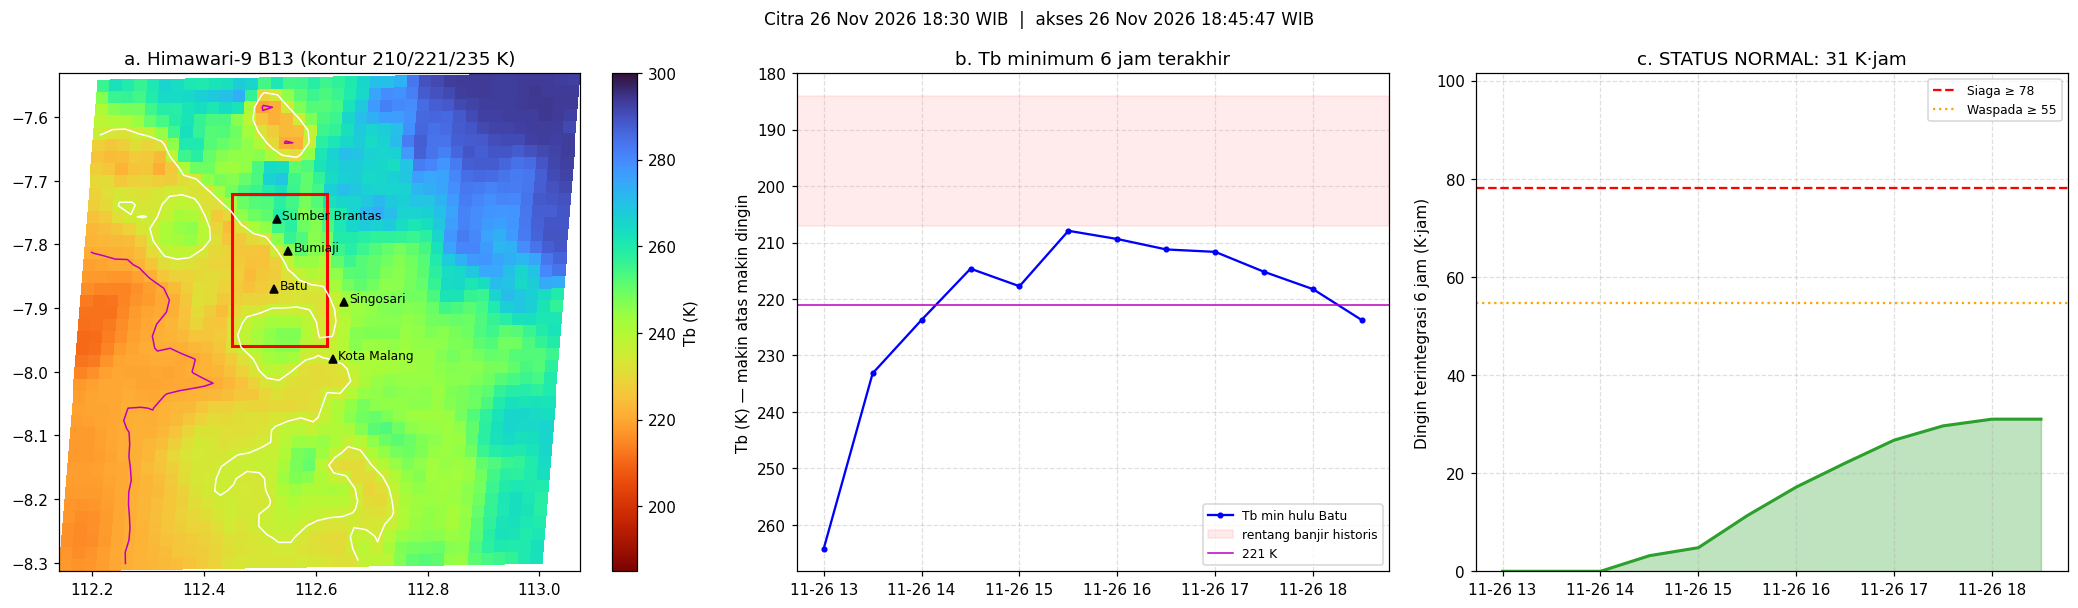 Citra 26 Nov 2026 18:30 WIB | akses 26 Nov 2026 18:45:47 WIB
a. Himawari-9 B13 (kontur 210/221/235 K)
−7.6
−7.7
−7.8
−7.9
−8.0
−8.1
−8.2
−8.3
112.2
112.4
112.6
112.8
113.0
Sumber Brantas
Bumiaji
Batu
Singosari
Kota Malang
300
280
260
240
220
200
Tb (K)
b. Tb minimum 6 jam terakhir
Tb (K) — makin atas makin dingin
180
190
200
210
220
230
240
250
260
11-26 13
11-26 14
11-26 15
11-26 16
11-26 17
11-26 18
Tb min hulu Batu
rentang banjir historis
221 K
c. STATUS NORMAL: 31 K·jam
Dingin terintegrasi 6 jam (K·jam)
100
80
60
40
20
0
11-26 13
11-26 14
11-26 15
11-26 16
11-26 17
11-26 18
Siaga ≥ 78
Waspada ≥ 55